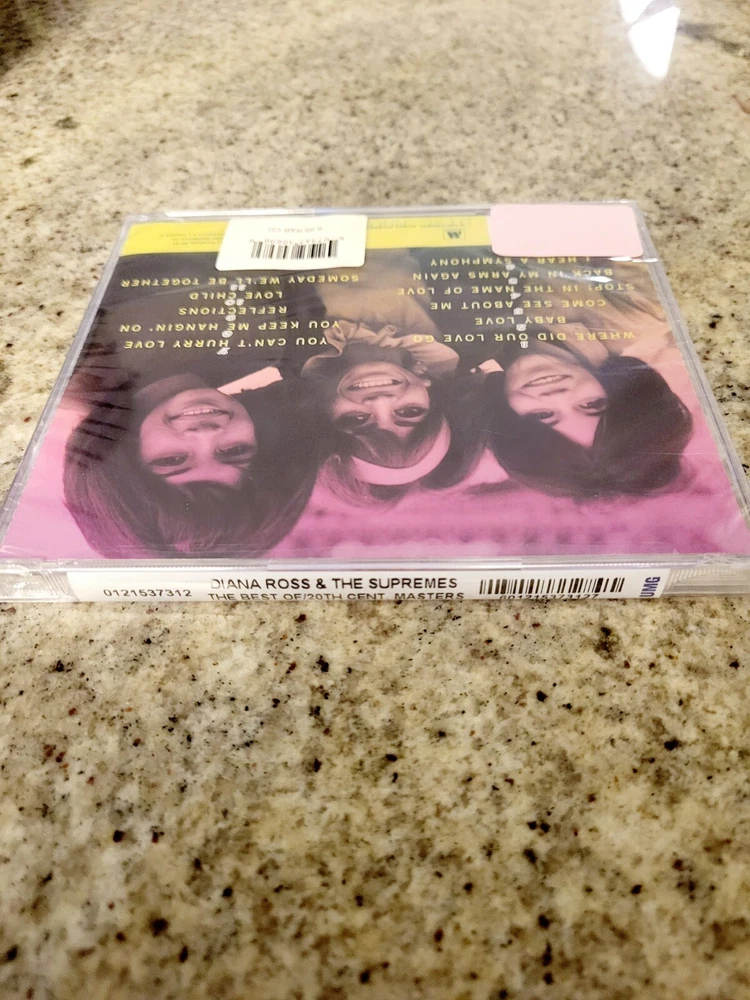 WHERE DID OUR LOVE GO
BABY LOVE
COME SEE ABOUT ME
STOP! IN THE NAME OF LOVE
BACK IN MY ARMS AGAIN
I HEAR A SYMPHONY
YOU CAN'T HURRY LOVE
YOU KEEP ME HANGIN' ON
REFLECTIONS
LOVE CHILD
SOMEDAY WE'LL BE TOGETHER
0121537312
DIANA ROSS & THE SUPREMES
THE BEST OF/20TH CENT. MASTERS
UMG